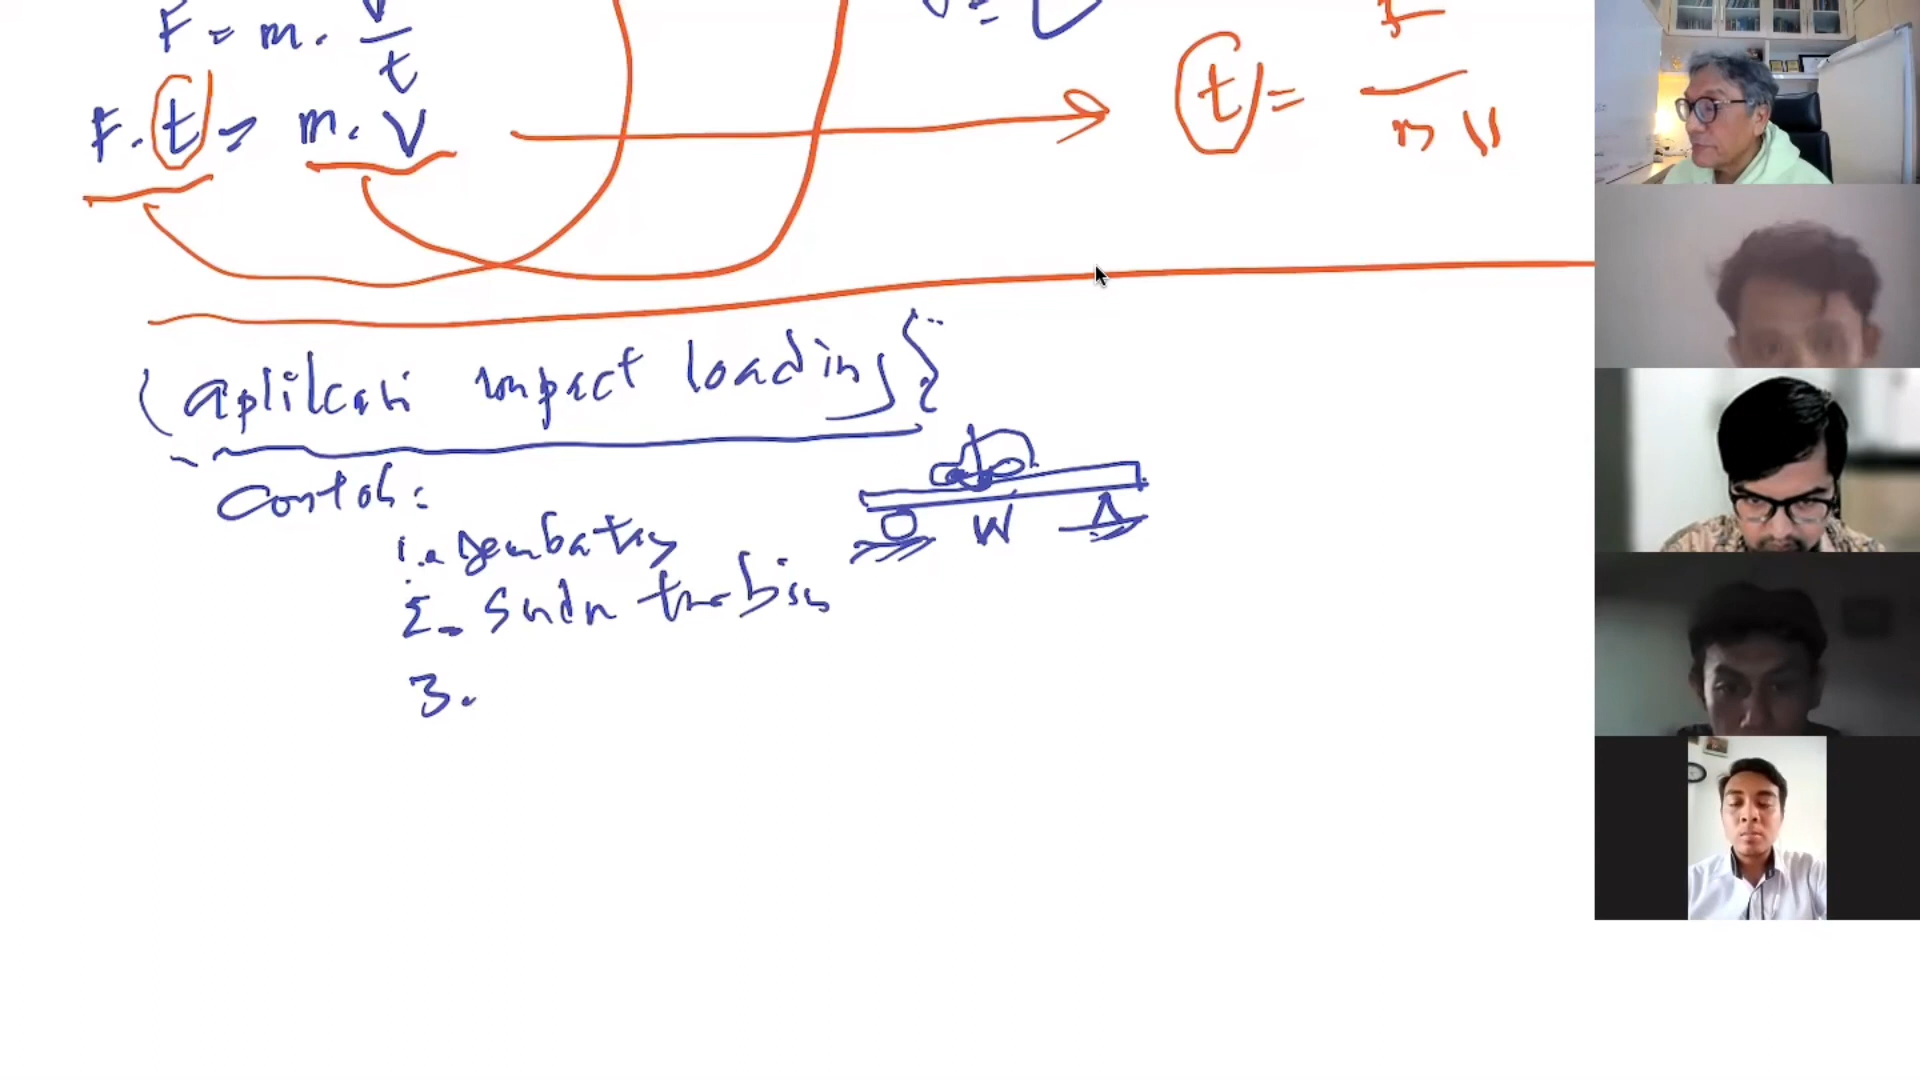 F = m . v/t
F . t = m . v
t = F / m v
(aplikasi impact loading)
Contoh:
1. Jembatan
W
2. Sudu turbin
3.